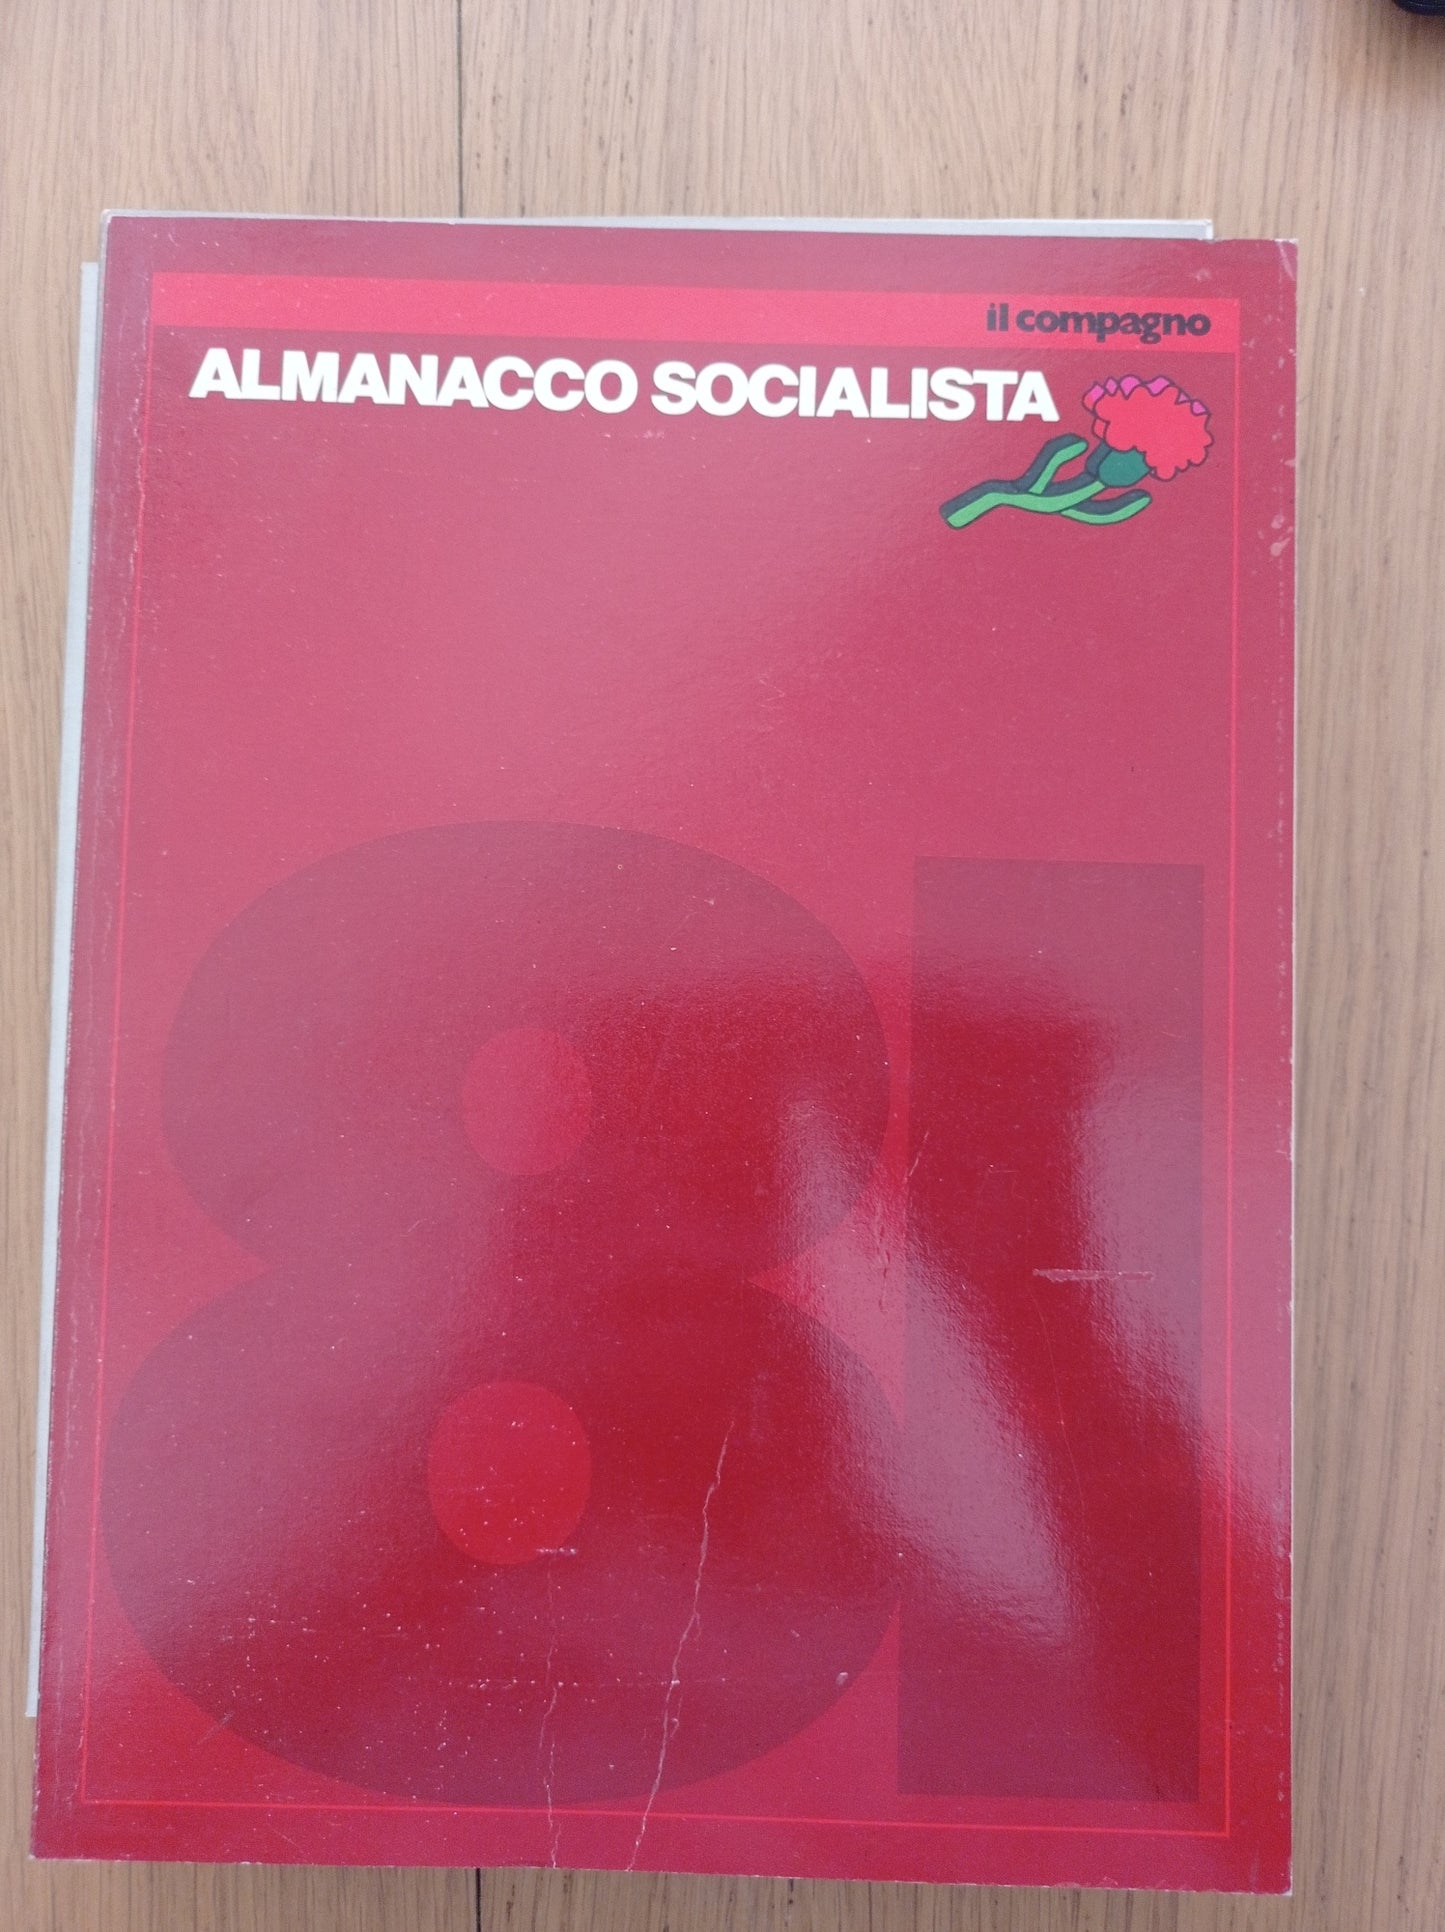 il compagno
ALMANACCO SOCIALISTA
81